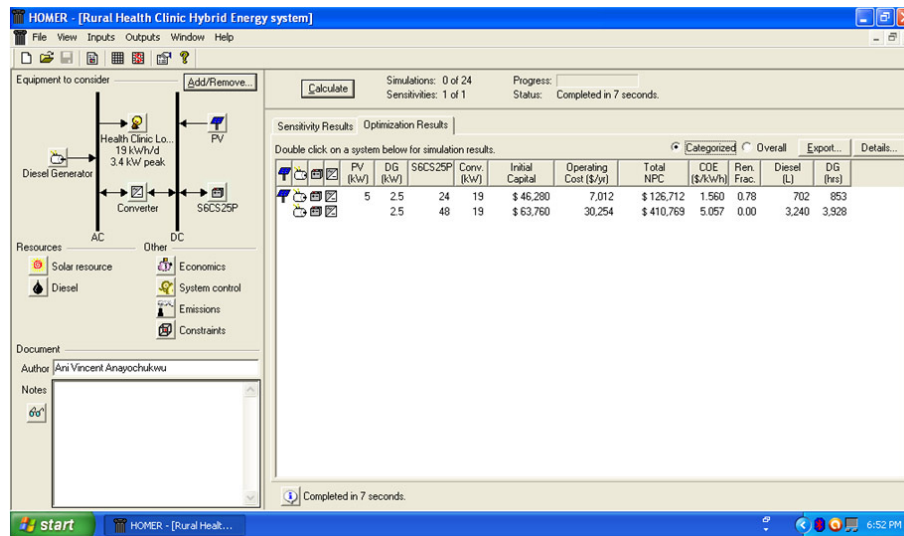 HOMER - [Rural Health Clinic Hybrid Energy system]
File View Inputs Outputs Window Help
Equipment to consider
Add/Remove...
Health Clinic Lo...
19 kWh/d
3.4 kW peak
PV
Diesel Generator
Converter
S6CS25P
AC DC
Resources Other
Solar resource Economics
Diesel System control
Emissions
Constraints
Document
Author Ani Vincent Anayochukwu
Notes
Calculate
Simulations: 0 of 24 Progress:
Sensitivities: 1 of 1 Status: Completed in 7 seconds.
Sensitivity Results Optimization Results
Double click on a system below for simulation results.
Categorized Overall Export... Details...
PV (kW) DG (kW) S6CS25P Conv. (kW) Initial Capital Operating Cost ($/yr) Total NPC COE ($/kWh) Ren. Frac. Diesel (L) DG (hrs)
5 2.5 24 19 $ 46,280 7,012 $ 126,712 1.560 0.78 702 853
2.5 48 19 $ 63,760 30,254 $ 410,769 5.057 0.00 3,240 3,928
Completed in 7 seconds.
start
HOMER - [Rural Healt...
6:52 PM